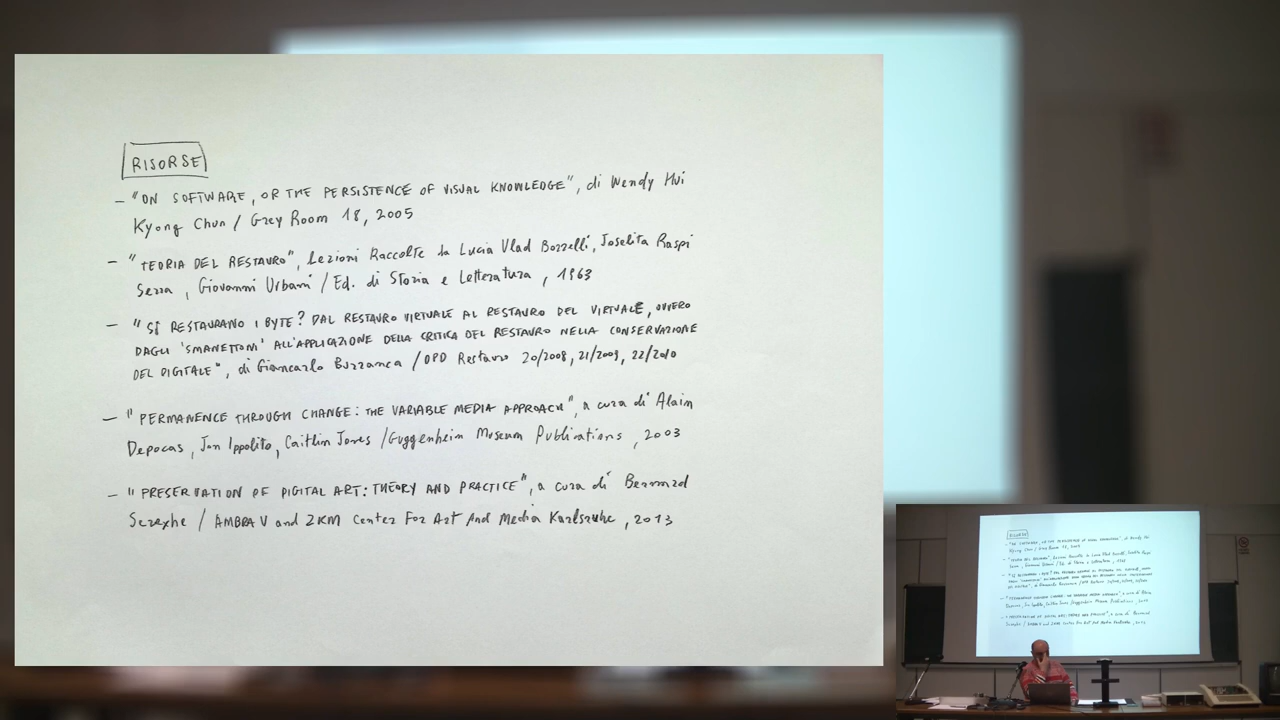 RISORSE
- "ON SOFTWARE, OR THE PERSISTENCE OF VISUAL KNOWLEDGE", di Wendy Hui
Kyong Chun / Grey Room 18, 2005
- "TEORIA DEL RESTAURO", Lezioni Raccolte da Lucia Vlad Borrelli, Joselita Raspi
Serra, Giovanni Urbani / Ed. di Storia e Letteratura, 1963
- "SI RESTAURANO I BYTE? DAL RESTAURO VIRTUALE AL RESTAURO DEL VIRTUALE, OVVERO
DAGLI 'SMANETTONI' ALL'APPLICAZIONE DELLA CRITICA DEL RESTAURO NELLA CONSERVAZIONE
DEL DIGITALE", di Giancarlo Buzzanca / OPD Restauro 20/2008, 21/2009, 22/2010
- "PERMANENCE THROUGH CHANGE: THE VARIABLE MEDIA APPROACH", a cura di Alain
Depocas, Jon Ippolito, Caitlin Jones / Guggenheim Museum Publications, 2003
- "PRESERVATION OF DIGITAL ART: THEORY AND PRACTICE", a cura di Bernard
Serexhe / AMBRA V and ZKM Center For Art And Media Karlsruhe, 2013